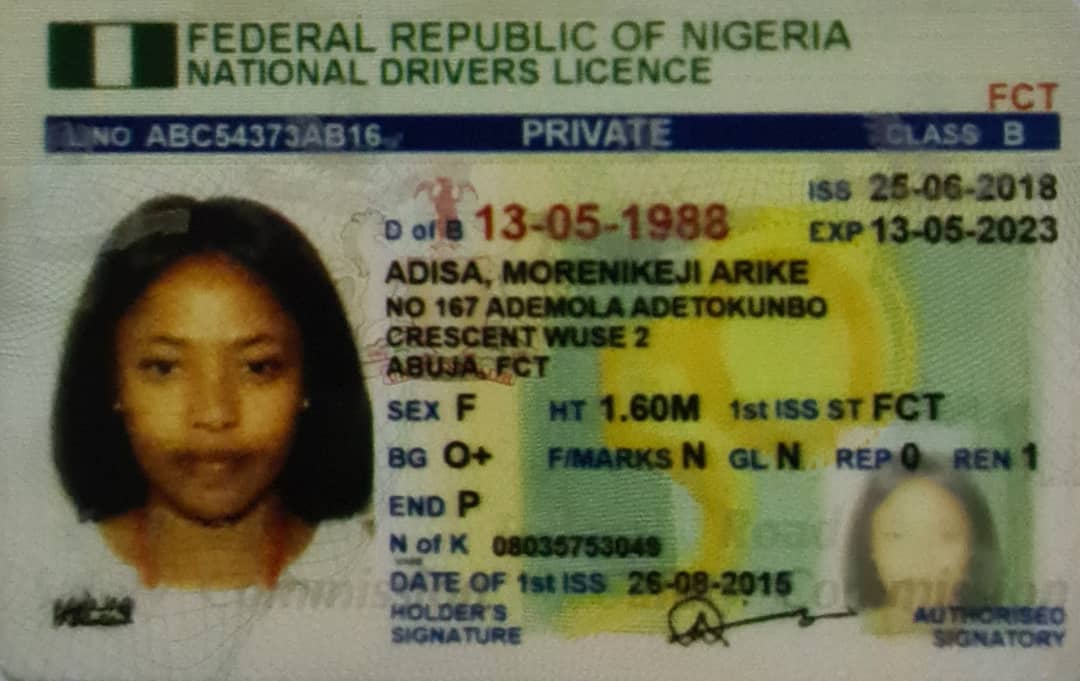 FEDERAL REPUBLIC OF NIGERIA
NATIONAL DRIVERS LICENCE
FCT
L/NO ABC54373AB16 PRIVATE CLASS B
ISS 25-06-2018
D of B 13-05-1988 EXP 13-05-2023
ADISA, MORENIKEJI ARIKE
NO 167 ADEMOLA ADETOKUNBO
CRESCENT WUSE 2
ABUJA, FCT
SEX F HT 1.60M 1st ISS ST FCT
BG O+ F/MARKS N GL N REP 0 REN 1
END P
N of K 08035753049
DATE OF 1st ISS 26-08-2015
HOLDER'S AUTHORISED
SIGNATURE SIGNATORY